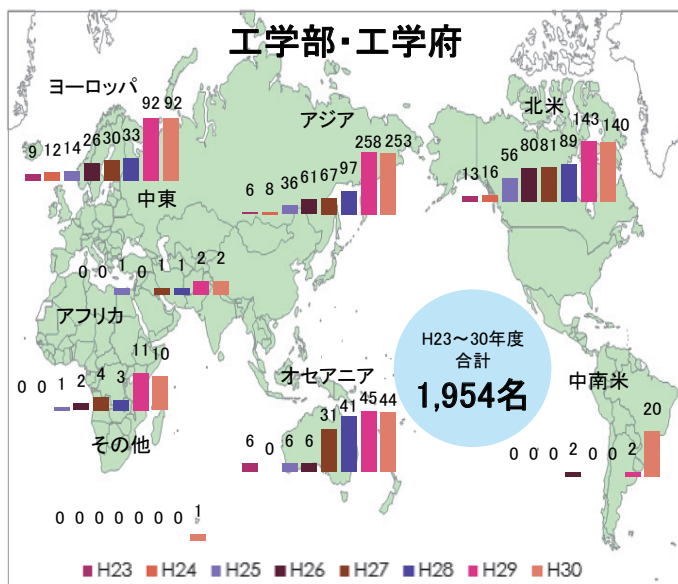 工学部・工学府
ヨーロッパ
9 12 14 26 30 33 92 92
アジア
6 8 36 61 67 97 258 253
北米
13 16 56 80 81 89 143 140
中東
0 0 1 0 1 1 2 2
アフリカ
0 0 1 2 4 3 11 10
オセアニア
6 0 6 6 31 41 45 44
H23～30年度
合計
1,954名
中南米
0 0 0 2 0 0 2 20
その他
0 0 0 0 0 0 0 1
H23 H24 H25 H26 H27 H28 H29 H30